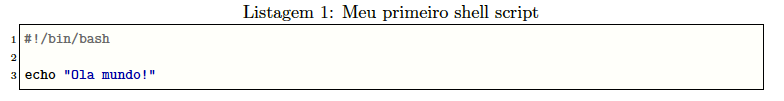 Listagem 1: Meu primeiro shell script
1 #!/bin/bash
2
3 echo "Ola mundo!"